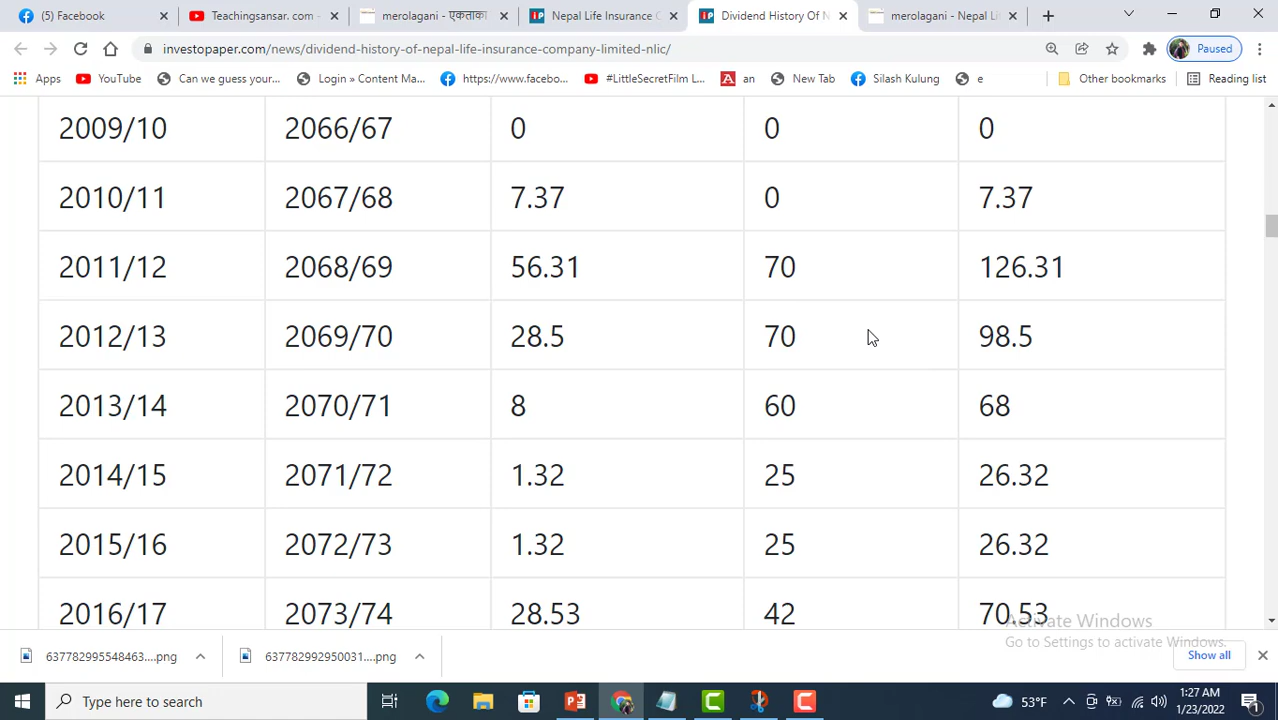 (5) Facebook
Teachingsansar. com -
merolagani - एकताका
Nepal Life Insurance C
Dividend History Of N
merolagani - Nepal Li
investopaper.com/news/dividend-history-of-nepal-life-insurance-company-limited-nlic/
Paused
Apps
YouTube
Can we guess your...
Login » Content Ma...
https://www.facebo...
#LittleSecretFilm L...
an
New Tab
Silash Kulung
e
Other bookmarks
Reading list
2009/10 2066/67 0 0 0
2010/11 2067/68 7.37 0 7.37
2011/12 2068/69 56.31 70 126.31
2012/13 2069/70 28.5 70 98.5
2013/14 2070/71 8 60 68
2014/15 2071/72 1.32 25 26.32
2015/16 2072/73 1.32 25 26.32
2016/17 2073/74 28.53 42 70.53
Activate Windows
Go to Settings to activate Windows.
637782995548463....png
637782992950031....png
Show all
Type here to search
53°F
1:27 AM
1/23/2022
1